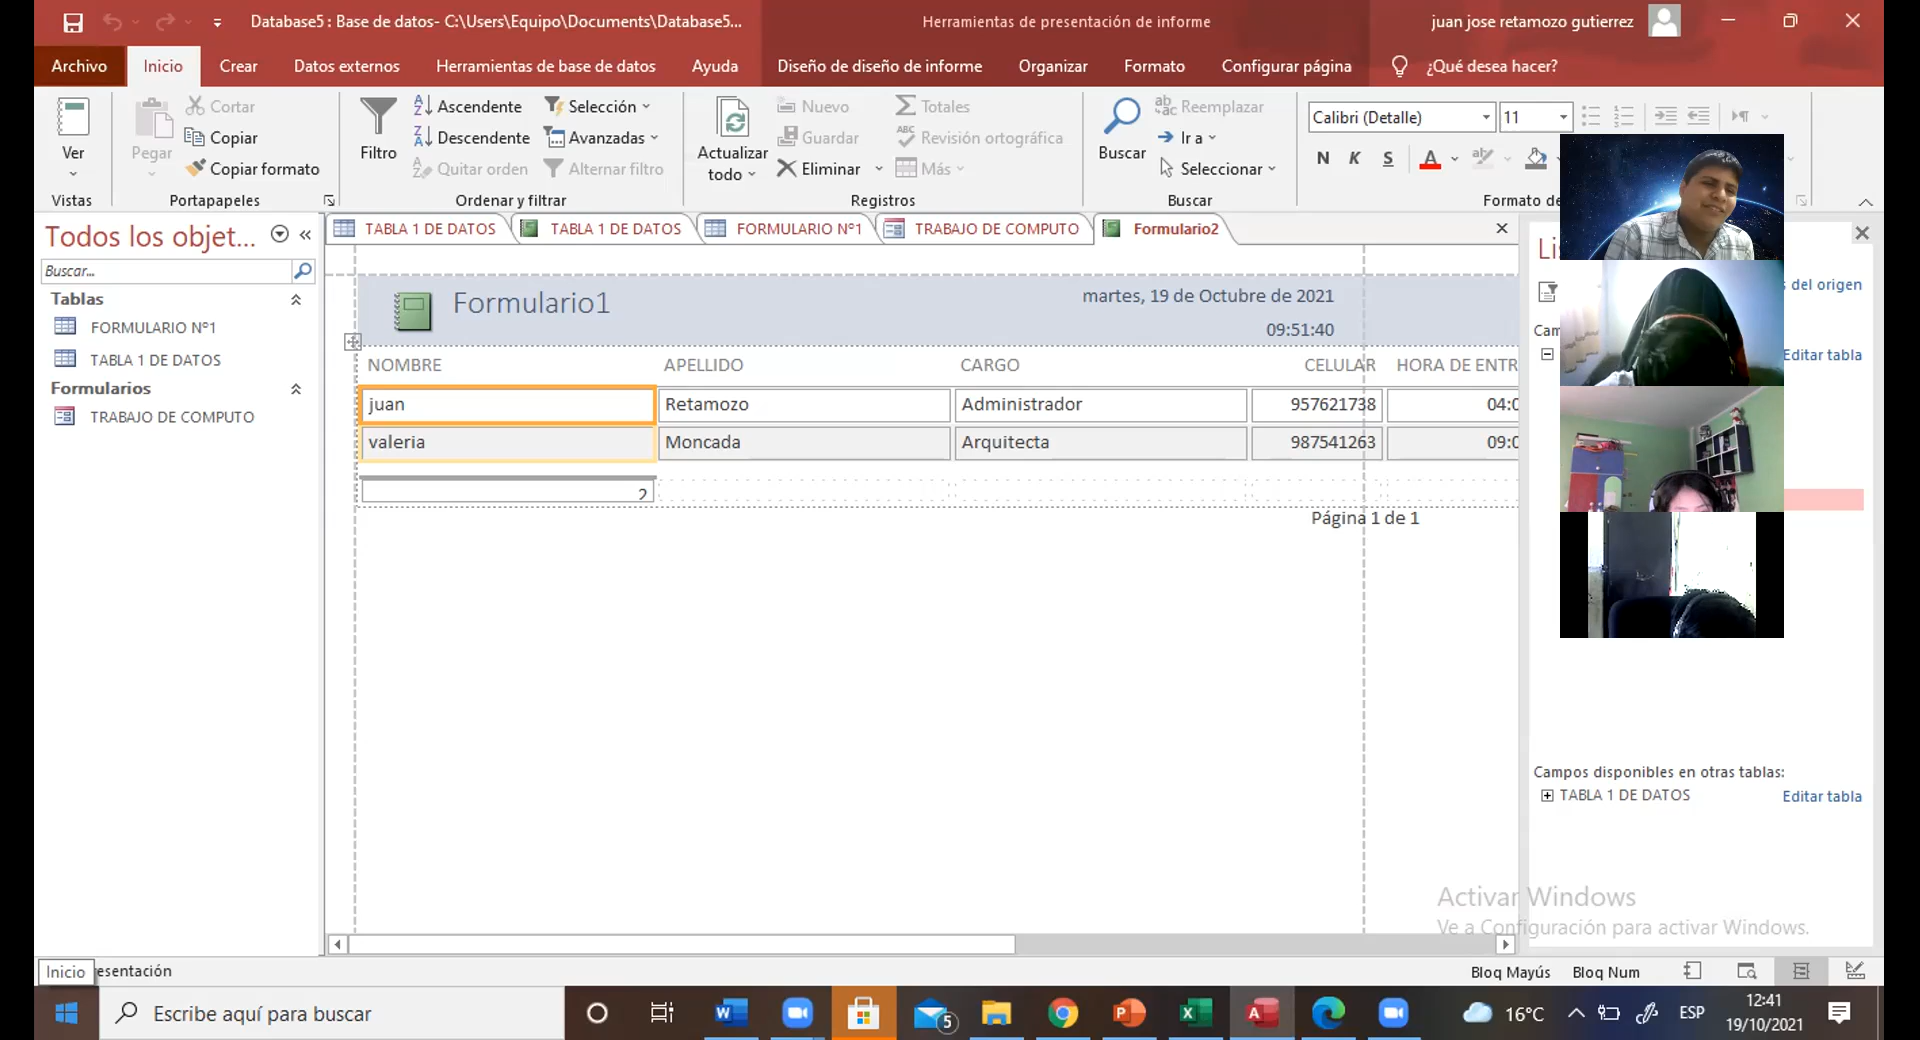 Database5 : Base de datos- C:\Users\Equipo\Documents\Database5...
Herramientas de presentación de informe
juan jose retamozo gutierrez
Archivo
Inicio
Crear
Datos externos
Herramientas de base de datos
Ayuda
Diseño de diseño de informe
Organizar
Formato
Configurar página
¿Qué desea hacer?
Ver
Vistas
Pegar
Cortar
Copiar
Copiar formato
Portapapeles
Filtro
Ascendente
Descendente
Quitar orden
Selección
Avanzadas
Alternar filtro
Ordenar y filtrar
Actualizar
todo
Nuevo
Guardar
Eliminar
Totales
Revisión ortográfica
Más
Registros
Buscar
Reemplazar
Ir a
Seleccionar
Buscar
Calibri (Detalle)
11
N K S
Formato de
Todos los objet...
Buscar...
Tablas
FORMULARIO Nº1
TABLA 1 DE DATOS
Formularios
TRABAJO DE COMPUTO
TABLA 1 DE DATOS
TABLA 1 DE DATOS
FORMULARIO Nº1
TRABAJO DE COMPUTO
Formulario2
Formulario1
martes, 19 de Octubre de 2021
09:51:40
NOMBRE APELLIDO CARGO CELULAR HORA DE ENTR
juan Retamozo Administrador 957621738 04:0
valeria Moncada Arquitecta 987541263 09:0
2
Página 1 de 1
Li
del origen
Cam
Editar tabla
Campos disponibles en otras tablas:
TABLA 1 DE DATOS
Editar tabla
Activar Windows
Ve a Configuración para activar Windows.
Inicio
esentación
Bloq Mayús
Bloq Num
Escribe aquí para buscar
5
16°C
ESP
12:41
19/10/2021